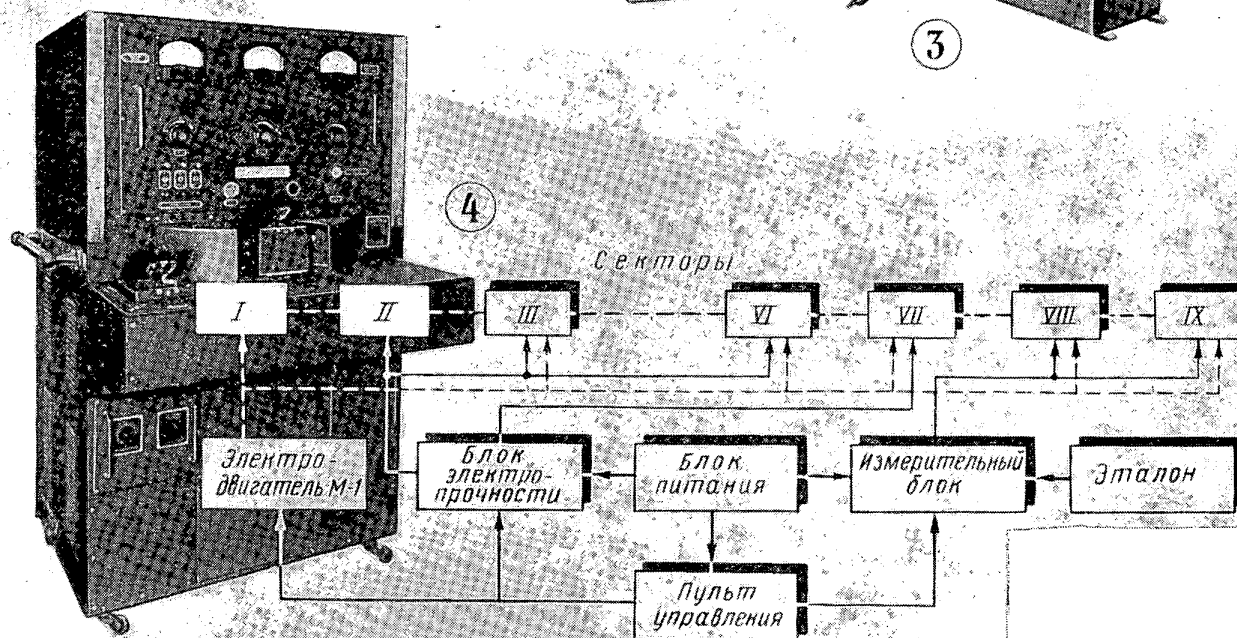 3
4
Секторы
I
II
III
VI
VII
VIII
IX
Электро-
двигатель М-1
Блок
электро-
прочности
Блок
питания
Измерительный
блок
Эталон
Пульт
управления